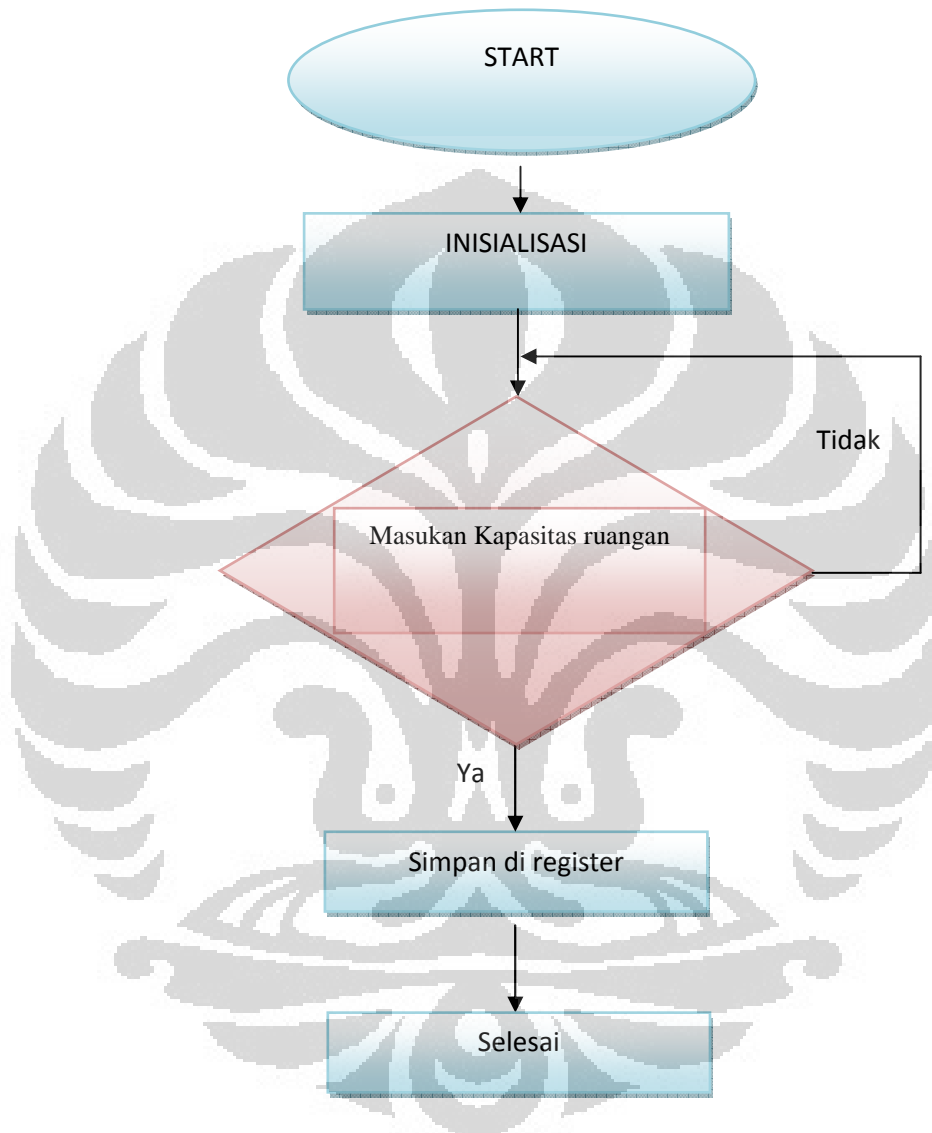 START
INISIALISASI
Tidak
Masukan Kapasitas ruangan
Ya
Simpan di register
Selesai